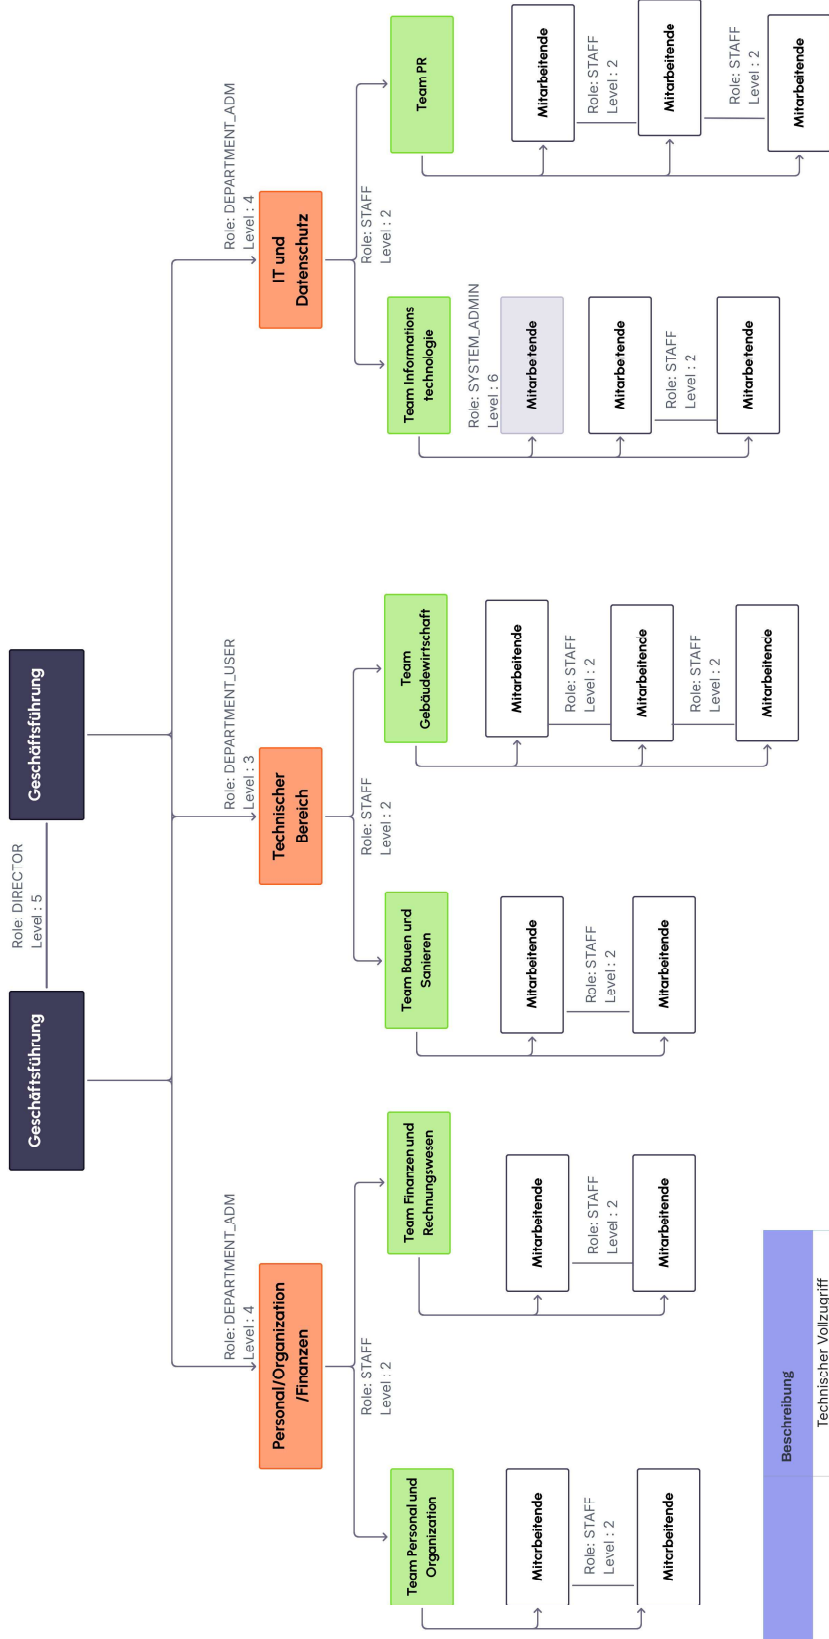 Role: DIRECTOR
Level : 5
Geschäftsführung
Geschäftsführung
Role: DEPARTMENT_ADM
Level : 4
Role: DEPARTMENT_USER
Level : 3
Role: DEPARTMENT_ADM
Level : 4
Personal/Organization
/Finanzen
Technischer
Bereich
IT und
Datenschutz
Role: STAFF
Level : 2
Role: STAFF
Level : 2
Role: STAFF
Level : 2
Team Personal und
Organization
Team Finanzen und
Rechnungswesen
Team Bauen und
Sanieren
Team
Gebäudewirtschaft
Team Informations
technologie
Team PR
Mitarbeitende
Role: STAFF
Level : 2
Mitarbeitende
Mitarbeitende
Role: STAFF
Level : 2
Mitarbeitende
Mitarbeitende
Role: STAFF
Level : 2
Mitarbeitende
Mitarbeitende
Role: STAFF
Level : 2
Mitarbeitende
Role: STAFF
Level : 2
Mitarbeitende
Role: SYSTEM_ADMIN
Level : 6
Mitarbeitende
Mitarbeitende
Role: STAFF
Level : 2
Mitarbeitende
Mitarbeitende
Role: STAFF
Level : 2
Mitarbeitende
Role: STAFF
Level : 2
Mitarbeitende
Beschreibung
Technischer Vollzugriff